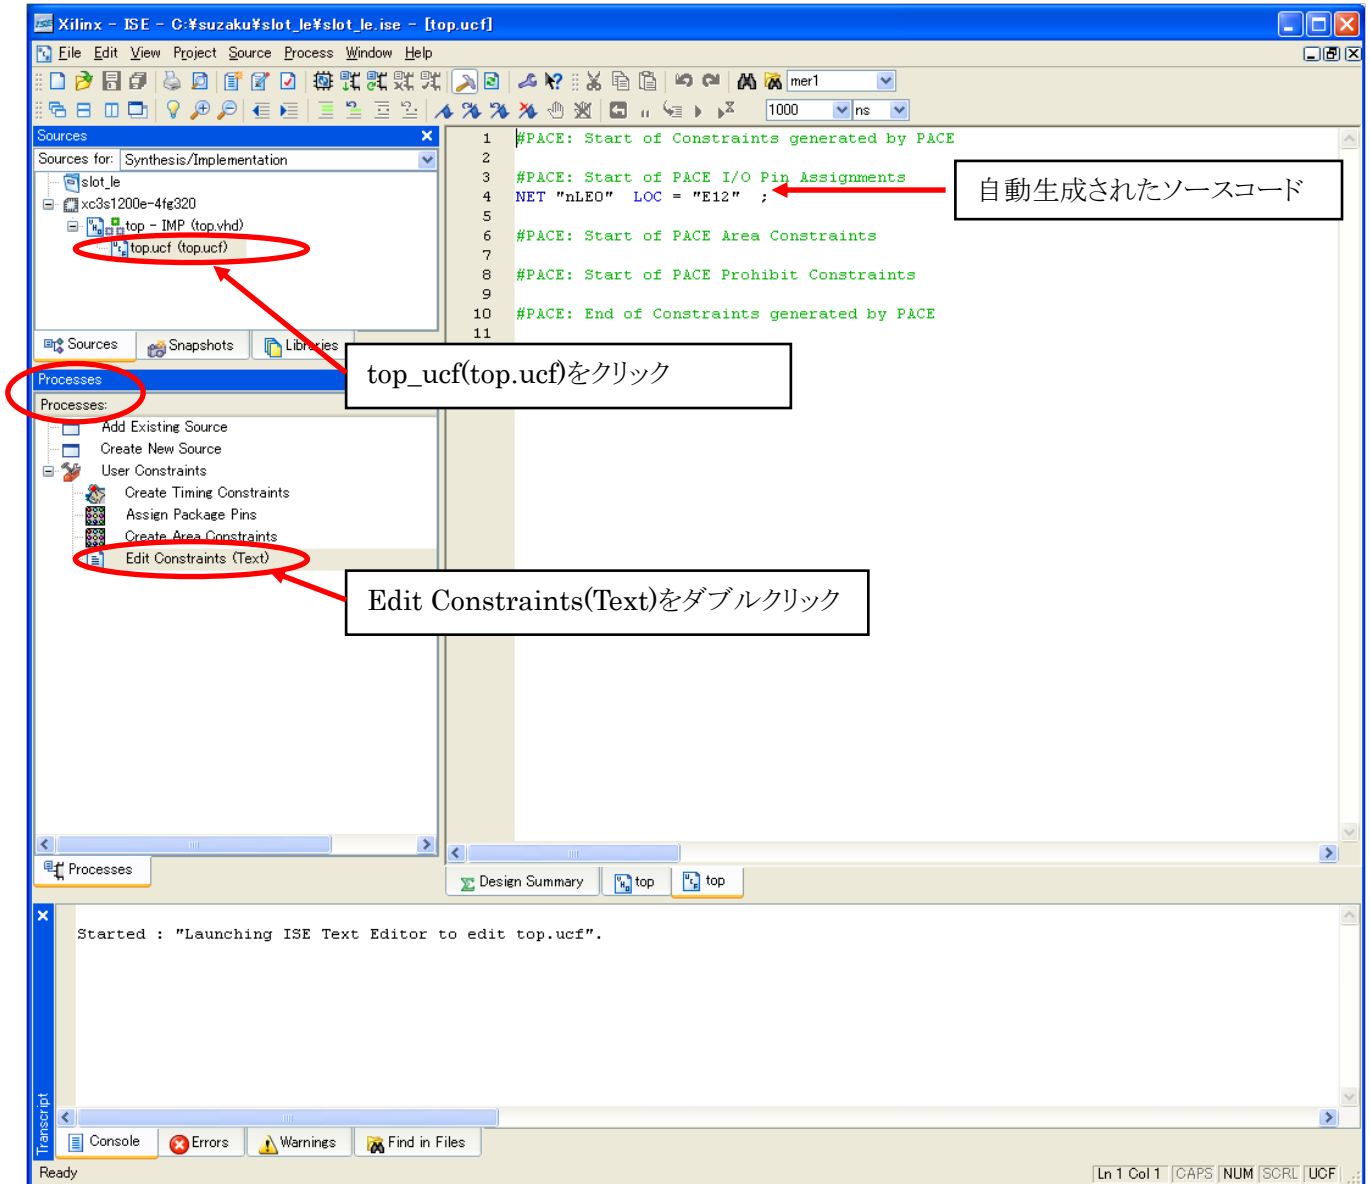 Xilinx - ISE - C:¥suzaku¥slot_le¥slot_le.ise - [top.ucf]
File Edit View Project Source Process Window Help
mer1
1000 ns
Sources
Sources for: Synthesis/Implementation
slot_le
xc3s1200e-4fg320
top - IMP (top.vhd)
top.ucf (top.ucf)
Sources Snapshots Libraries
1 #PACE: Start of Constraints generated by PACE
2
3 #PACE: Start of PACE I/O Pin Assignments
4 NET "nLE0" LOC = "E12" ;
5
6 #PACE: Start of PACE Area Constraints
7
8 #PACE: Start of PACE Prohibit Constraints
9
10 #PACE: End of Constraints generated by PACE
11
自動生成されたソースコード
top_ucf(top.ucf)をクリック
Processes
Processes:
Add Existing Source
Create New Source
User Constraints
Create Timing Constraints
Assign Package Pins
Create Area Constraints
Edit Constraints (Text)
Edit Constraints(Text)をダブルクリック
Processes
Design Summary top top
Started : "Launching ISE Text Editor to edit top.ucf".
Transcript
Console Errors Warnings Find in Files
Ready
Ln 1 Col 1 CAPS NUM SCRL UCF